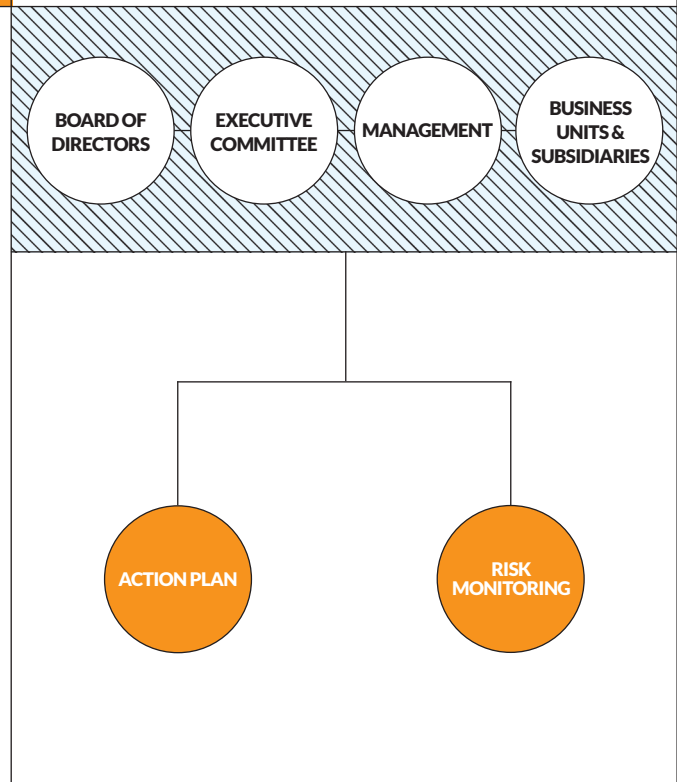 BOARD OF
DIRECTORS
EXECUTIVE
COMMITTEE
MANAGEMENT
BUSINESS
UNITS &
SUBSIDIARIES
ACTION PLAN
RISK
MONITORING